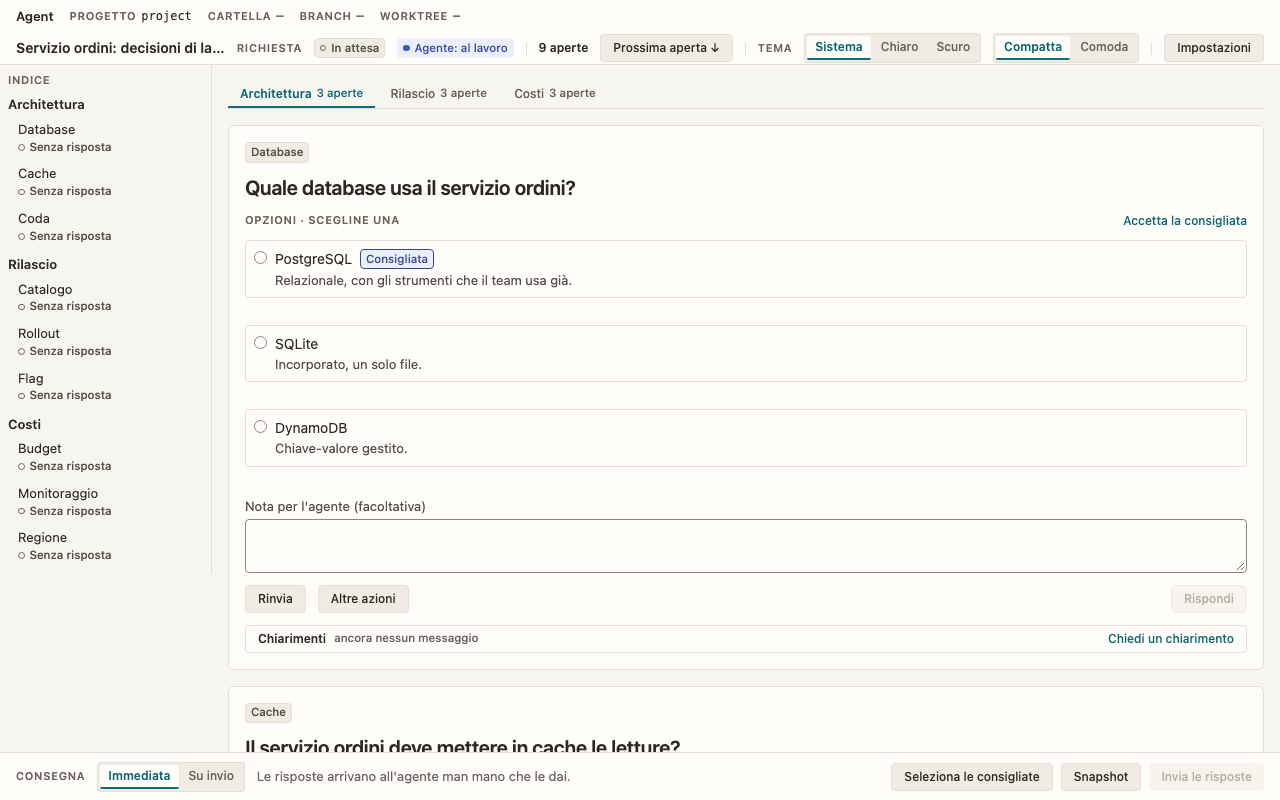 Agent PROGETTO project CARTELLA – BRANCH – WORKTREE –
Servizio ordini: decisioni di la... RICHIESTA In attesa Agente: al lavoro 9 aperte Prossima aperta ↓ TEMA Sistema Chiaro Scuro Compatta Comoda Impostazioni
INDICE
Architettura
Database
Senza risposta
Cache
Senza risposta
Coda
Senza risposta
Rilascio
Catalogo
Senza risposta
Rollout
Senza risposta
Flag
Senza risposta
Costi
Budget
Senza risposta
Monitoraggio
Senza risposta
Regione
Senza risposta
Architettura 3 aperte Rilascio 3 aperte Costi 3 aperte
Database
Quale database usa il servizio ordini?
OPZIONI · SCEGLINE UNA Accetta la consigliata
PostgreSQL Consigliata
Relazionale, con gli strumenti che il team usa già.
SQLite
Incorporato, un solo file.
DynamoDB
Chiave-valore gestito.
Nota per l'agente (facoltativa)
Rinvia Altre azioni Rispondi
Chiarimenti ancora nessun messaggio Chiedi un chiarimento
Cache
Il servizio ordini deve mettere in cache le letture?
CONSEGNA Immediata Su invio Le risposte arrivano all'agente man mano che le dai. Seleziona le consigliate Snapshot Invia le risposte